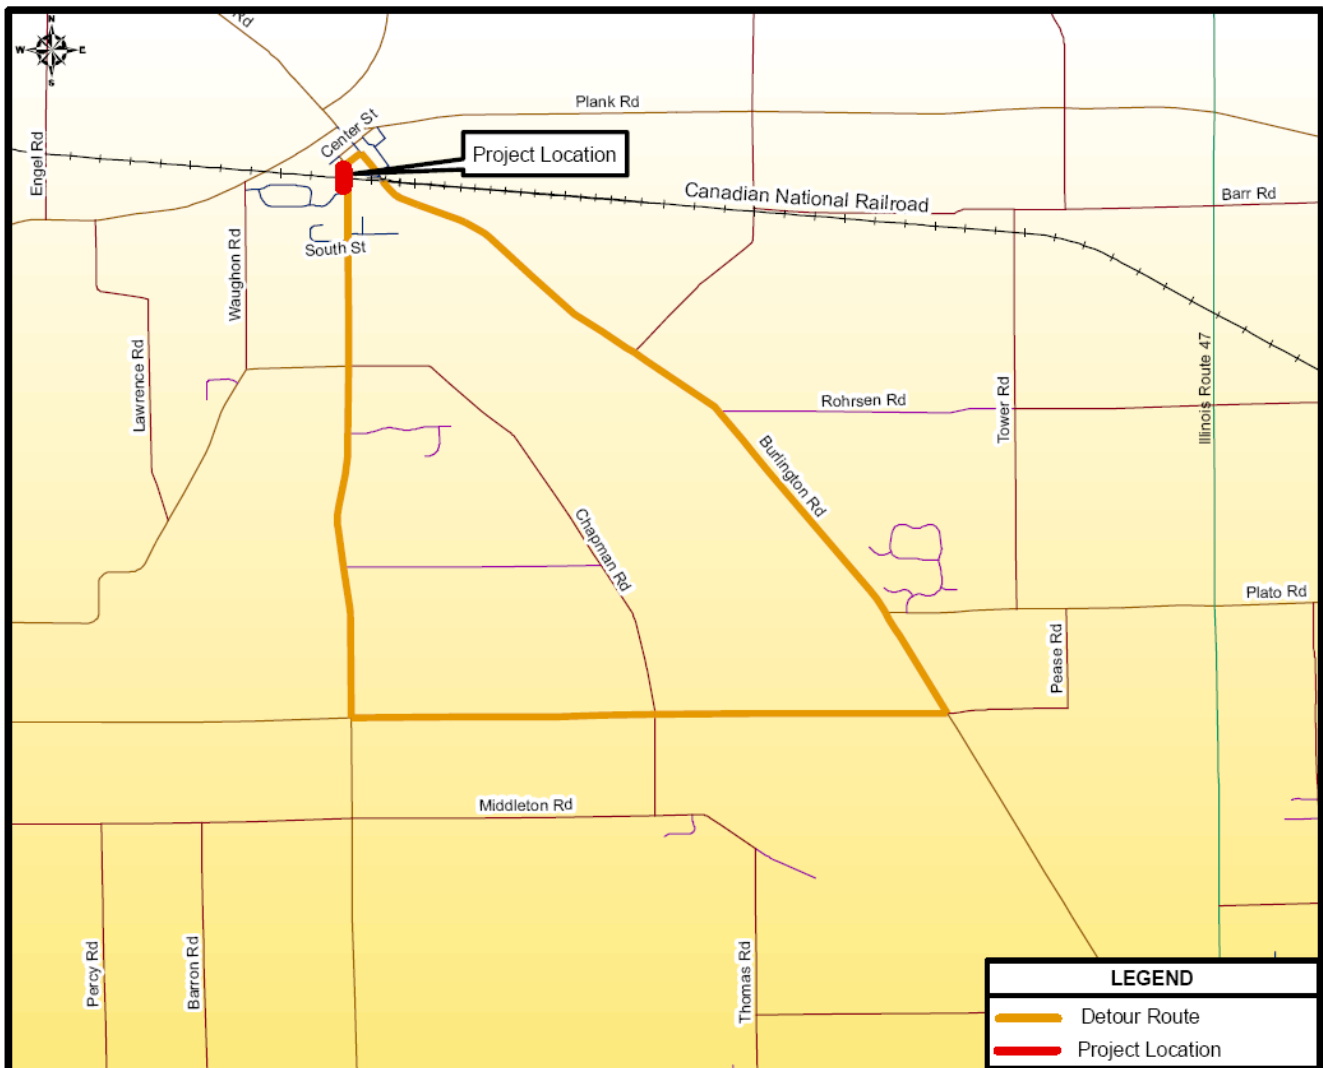 N
W E
S
Rd
Plank Rd
Center St
Project Location
Engel Rd
Canadian National Railroad
Barr Rd
South St
Waughon Rd
Lawrence Rd
Illinois Route 47
Rohrsen Rd
Tower Rd
Burlington Rd
Chapman Rd
Plato Rd
Pease Rd
Middleton Rd
Percy Rd
Barron Rd
Thomas Rd
LEGEND
Detour Route
Project Location